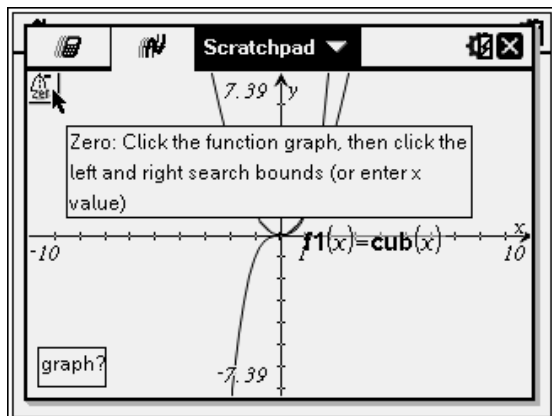 Scratchpad
zer
7.39 y
Zero: Click the function graph, then click the
left and right search bounds (or enter x
value)
x
-10 1 f1(x)=cub(x) 10
graph?
-7.39